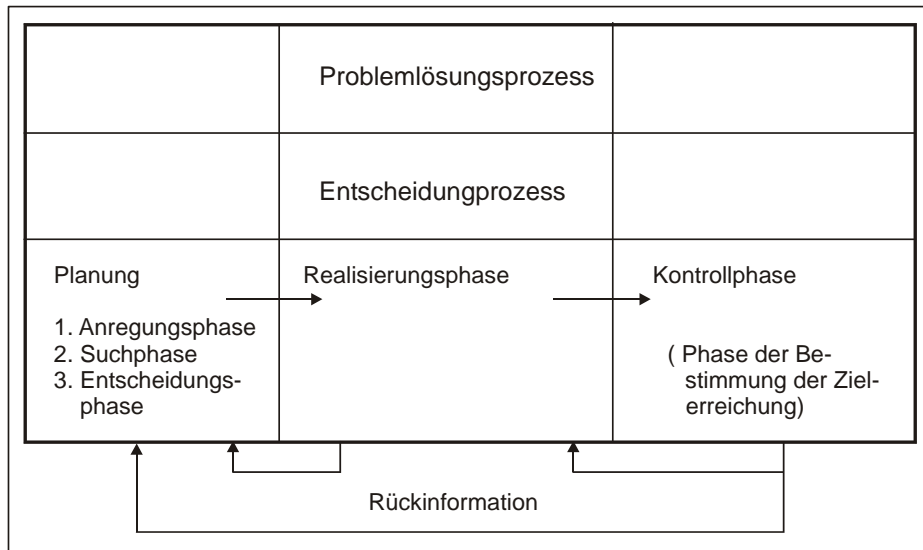 Problemlösungsprozess
Entscheidungprozess
Planung
1. Anregungsphase
2. Suchphase
3. Entscheidungs-
phase
Realisierungsphase
Kontrollphase
( Phase der Be-
stimmung der Ziel-
erreichung)
Rückinformation